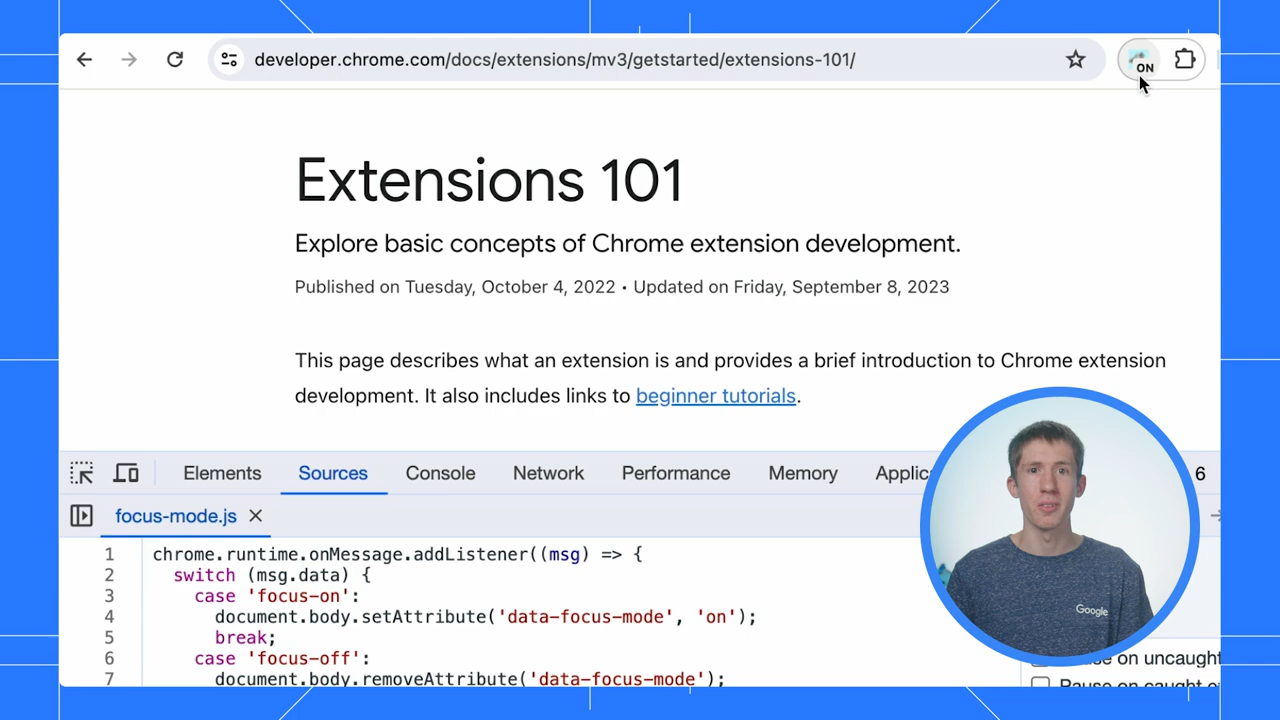 developer.chrome.com/docs/extensions/mv3/getstarted/extensions-101/
ON
Extensions 101
Explore basic concepts of Chrome extension development.
Published on Tuesday, October 4, 2022 • Updated on Friday, September 8, 2023
This page describes what an extension is and provides a brief introduction to Chrome extension
development. It also includes links to beginner tutorials.
Elements Sources Console Network Performance Memory 6
focus-mode.js
1 chrome.runtime.onMessage.addListener((msg) => {
2 switch (msg.data) {
3 case 'focus-on':
4 document.body.setAttribute('data-focus-mode', 'on');
5 break;
6 case 'focus-off':
7 document.body.removeAttribute('data-focus-mode');
Google
on uncaught
Pause on caught